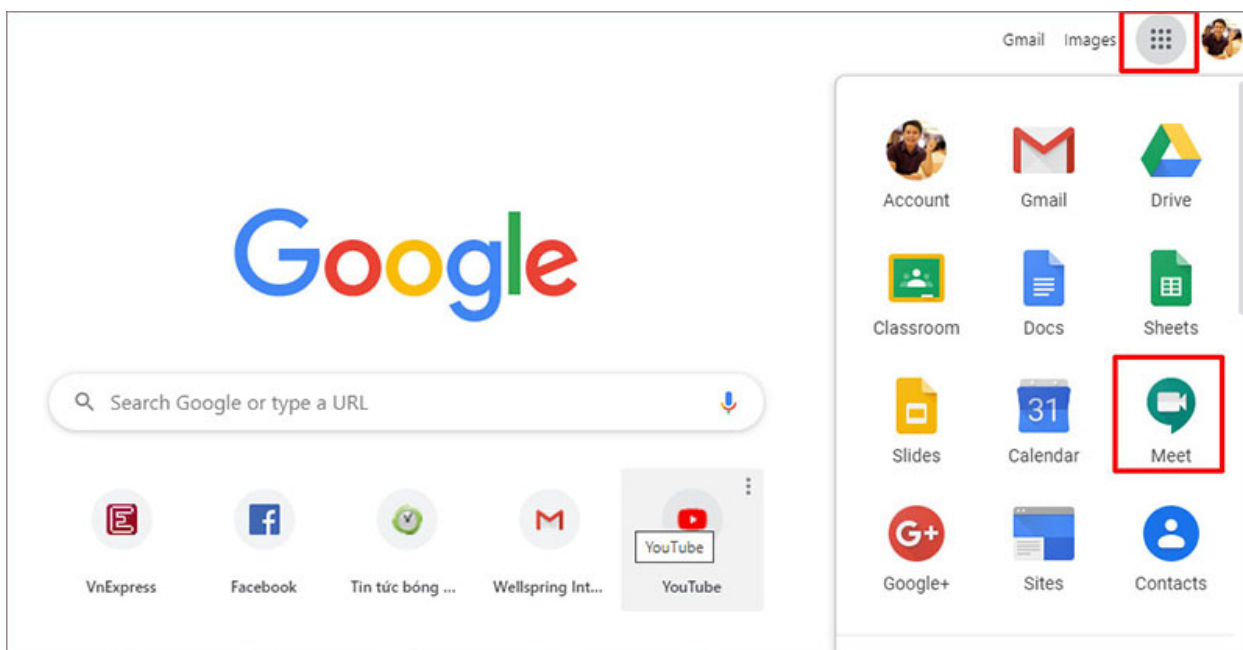 Gmail Images
Google
Search Google or type a URL
VnExpress
Facebook
Tin tức bóng ...
Wellspring Int...
YouTube
YouTube
Account
Gmail
Drive
Classroom
Docs
Sheets
Slides
31
Calendar
Meet
G+
Google+
Sites
Contacts